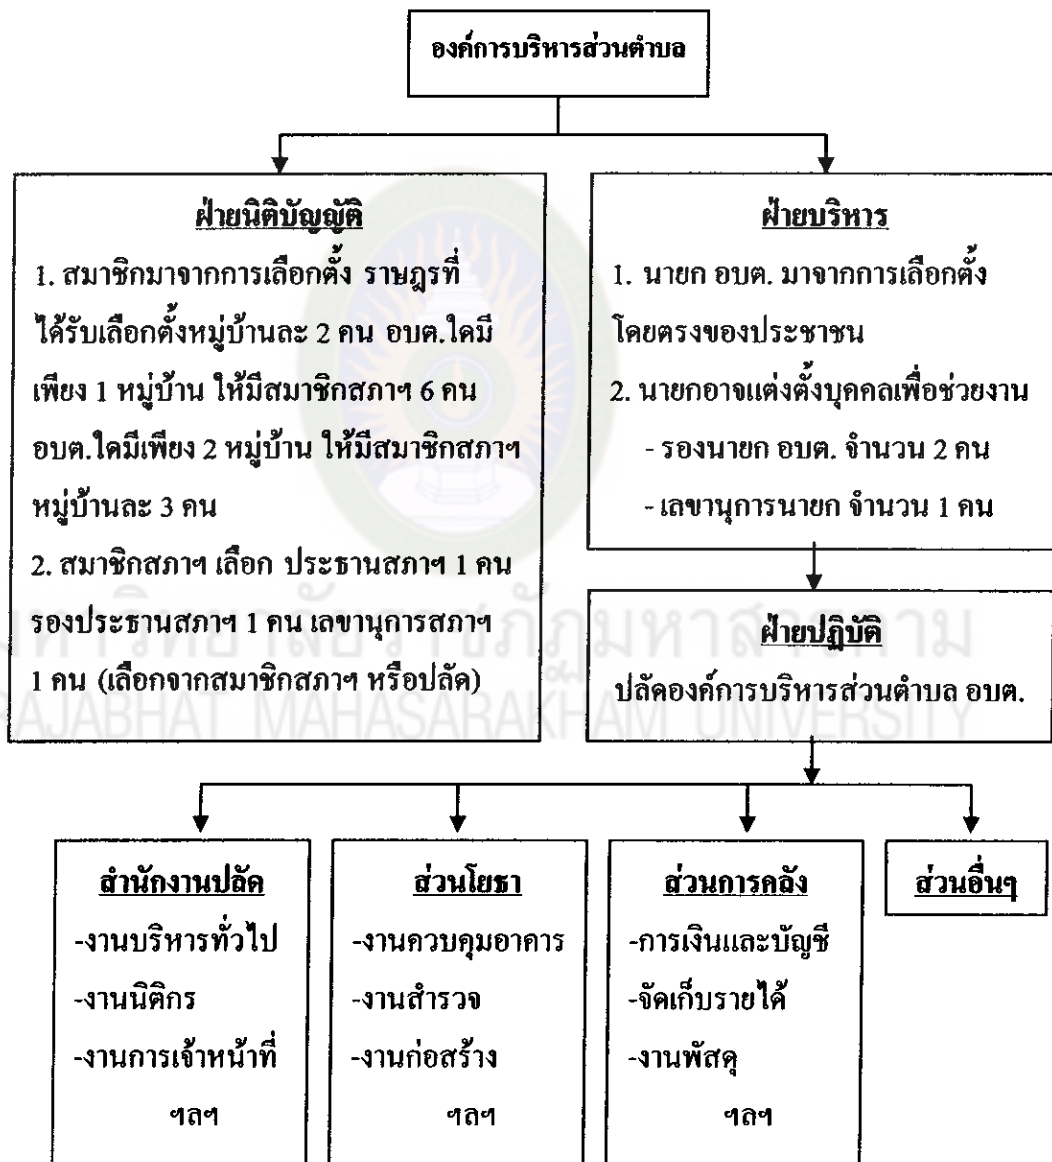 องค์การบริหารส่วนตำบล
ฝ่ายนิติบัญญัติ
1. สมาชิกมาจากการเลือกตั้ง ราษฎรที่
ได้รับเลือกตั้งหมู่บ้านละ 2 คน อบต.ใดมี
เพียง 1 หมู่บ้าน ให้มีสมาชิกสภาฯ 6 คน
อบต.ใดมีเพียง 2 หมู่บ้าน ให้มีสมาชิกสภาฯ
หมู่บ้านละ 3 คน
2. สมาชิกสภาฯ เลือก ประธานสภาฯ 1 คน
รองประธานสภาฯ 1 คน เลขานุการสภาฯ
1 คน (เลือกจากสมาชิกสภาฯ หรือปลัด)
ฝ่ายบริหาร
1. นายก อบต. มาจากการเลือกตั้ง
โดยตรงของประชาชน
2. นายกอาจแต่งตั้งบุคคลเพื่อช่วยงาน
- รองนายก อบต. จำนวน 2 คน
- เลขานุการนายก จำนวน 1 คน
ฝ่ายปฏิบัติ
ปลัดองค์การบริหารส่วนตำบล อบต.
มหาวิทยาลัยราชภัฏมหาสารคาม
RAJABHAT MAHASARAKHAM UNIVERSITY
สำนักงานปลัด
-งานบริหารทั่วไป
-งานนิติกร
-งานการเจ้าหน้าที่
ฯลฯ
ส่วนโยธา
-งานควบคุมอาคาร
-งานสำรวจ
-งานก่อสร้าง
ฯลฯ
ส่วนการคลัง
-การเงินและบัญชี
-จัดเก็บรายได้
-งานพัสดุ
ฯลฯ
ส่วนอื่นๆ